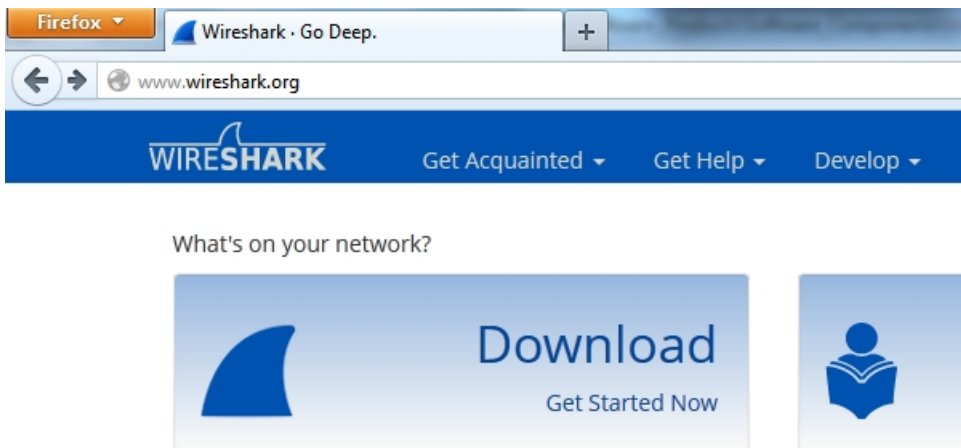 Firefox
Wireshark · Go Deep.
+
www.wireshark.org
WIRESHARK
Get Acquainted
Get Help
Develop
What's on your network?
Download
Get Started Now